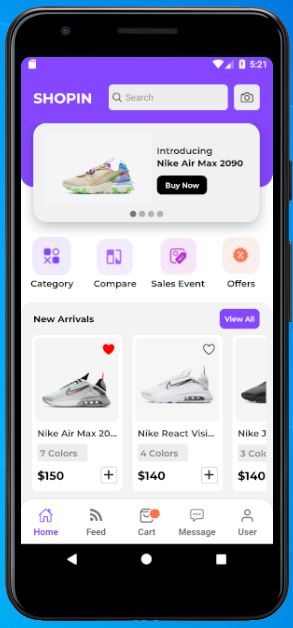 5:21
SHOPIN
Search
Introducing
Nike Air Max 2090
Buy Now
Category
Compare
Sales Event
Offers
New Arrivals
View All
Nike Air Max 20...
Nike React Visi...
Nike J
7 Colors
4 Colors
3 Colo
$150
$140
$140
Home
Feed
Cart
Message
User